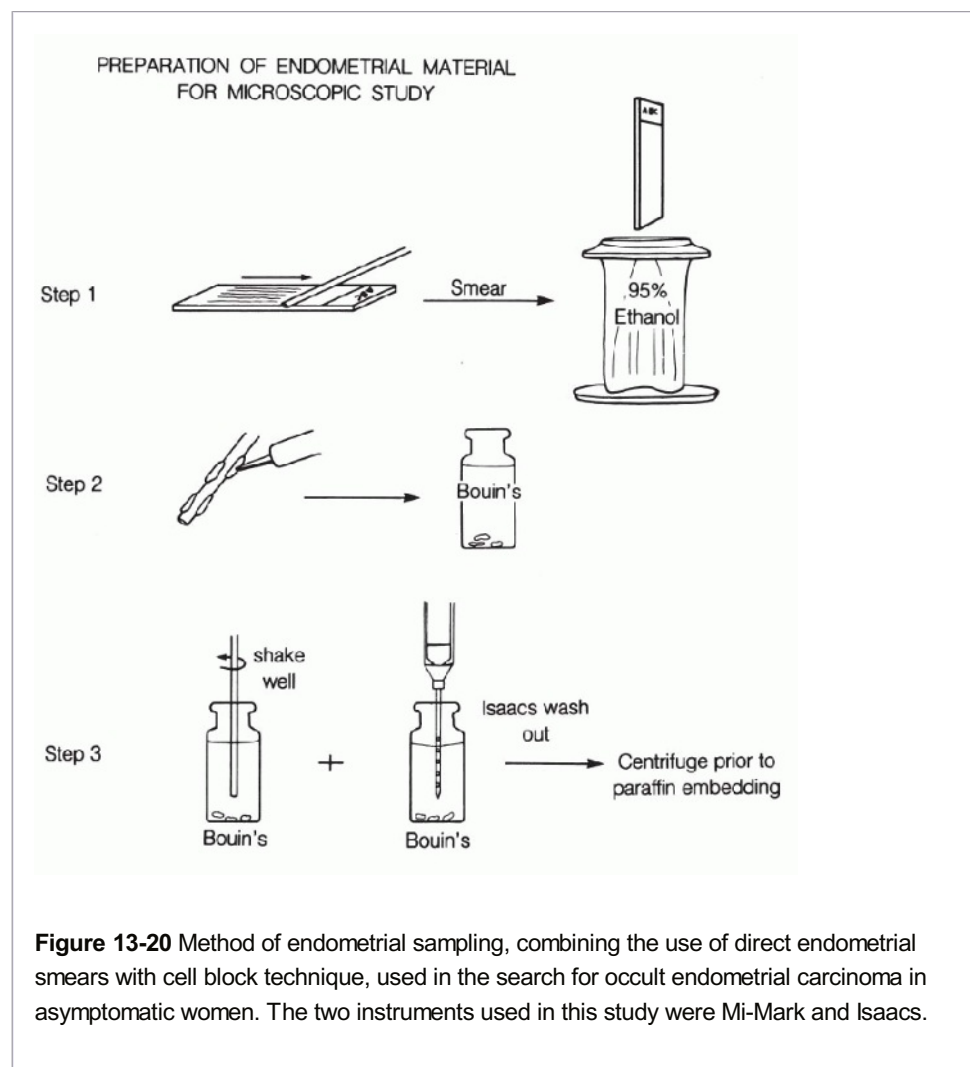 PREPARATION OF ENDOMETRIAL MATERIAL
FOR MICROSCOPIC STUDY
Step 1
Smear
95%
Ethanol
Step 2
Bouin's
Step 3
shake
well
Bouin's
+
Isaacs wash
out
Bouin's
Centrifuge prior to
paraffin embedding
Figure 13-20 Method of endometrial sampling, combining the use of direct endometrial
smears with cell block technique, used in the search for occult endometrial carcinoma in
asymptomatic women. The two instruments used in this study were Mi-Mark and Isaacs.